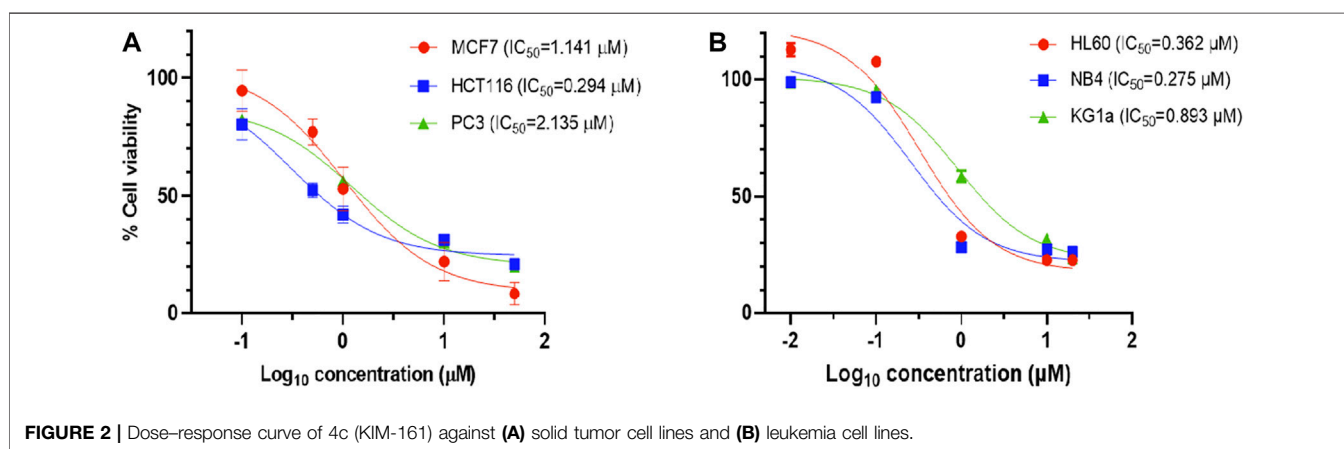 A
MCF7 (IC50=1.141 μM)
HCT116 (IC50=0.294 μM)
PC3 (IC50=2.135 μM)
100
50
0
% Cell viability
-1 0 1 2
Log10 concentration (μM)
B
HL60 (IC50=0.362 μM)
NB4 (IC50=0.275 μM)
KG1a (IC50=0.893 μM)
100
50
0
-2 -1 0 1 2
Log10 concentration (μM)
FIGURE 2 | Dose–response curve of 4c (KIM-161) against (A) solid tumor cell lines and (B) leukemia cell lines.